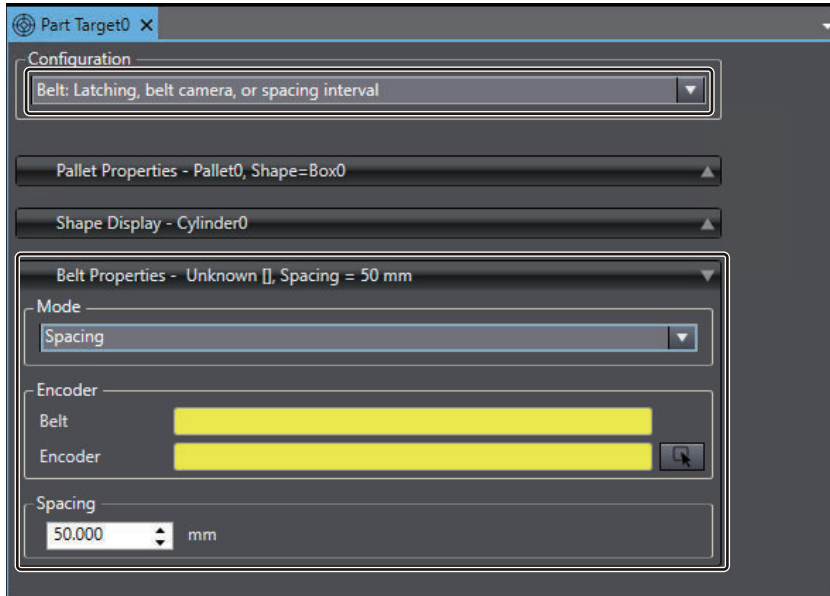 Part Target0
Configuration
Belt: Latching, belt camera, or spacing interval
Pallet Properties - Pallet0, Shape=Box0
Shape Display - Cylinder0
Belt Properties -  Unknown [], Spacing = 50 mm
Mode
Spacing
Encoder
Belt
Encoder
Spacing
50.000 mm